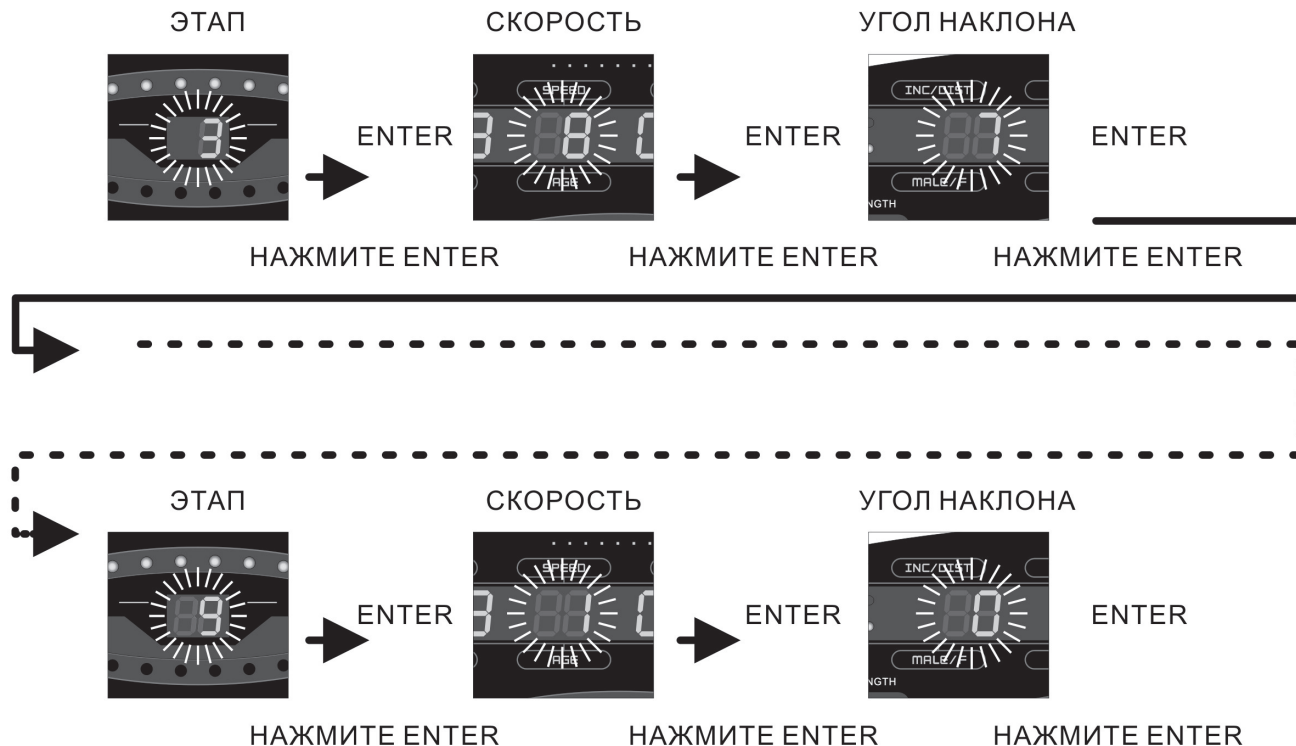 ЭТАП СКОРОСТЬ УГОЛ НАКЛОНА
SPEED INC/DIST
3 ENTER 8 ENTER 7 ENTER
AGE MALE/F
NGTH
НАЖМИТЕ ENTER НАЖМИТЕ ENTER НАЖМИТЕ ENTER
ЭТАП СКОРОСТЬ УГОЛ НАКЛОНА
SPEED INC/DIST
9 ENTER 1 ENTER 0 ENTER
AGE MALE/F
NGTH
НАЖМИТЕ ENTER НАЖМИТЕ ENTER НАЖМИТЕ ENTER